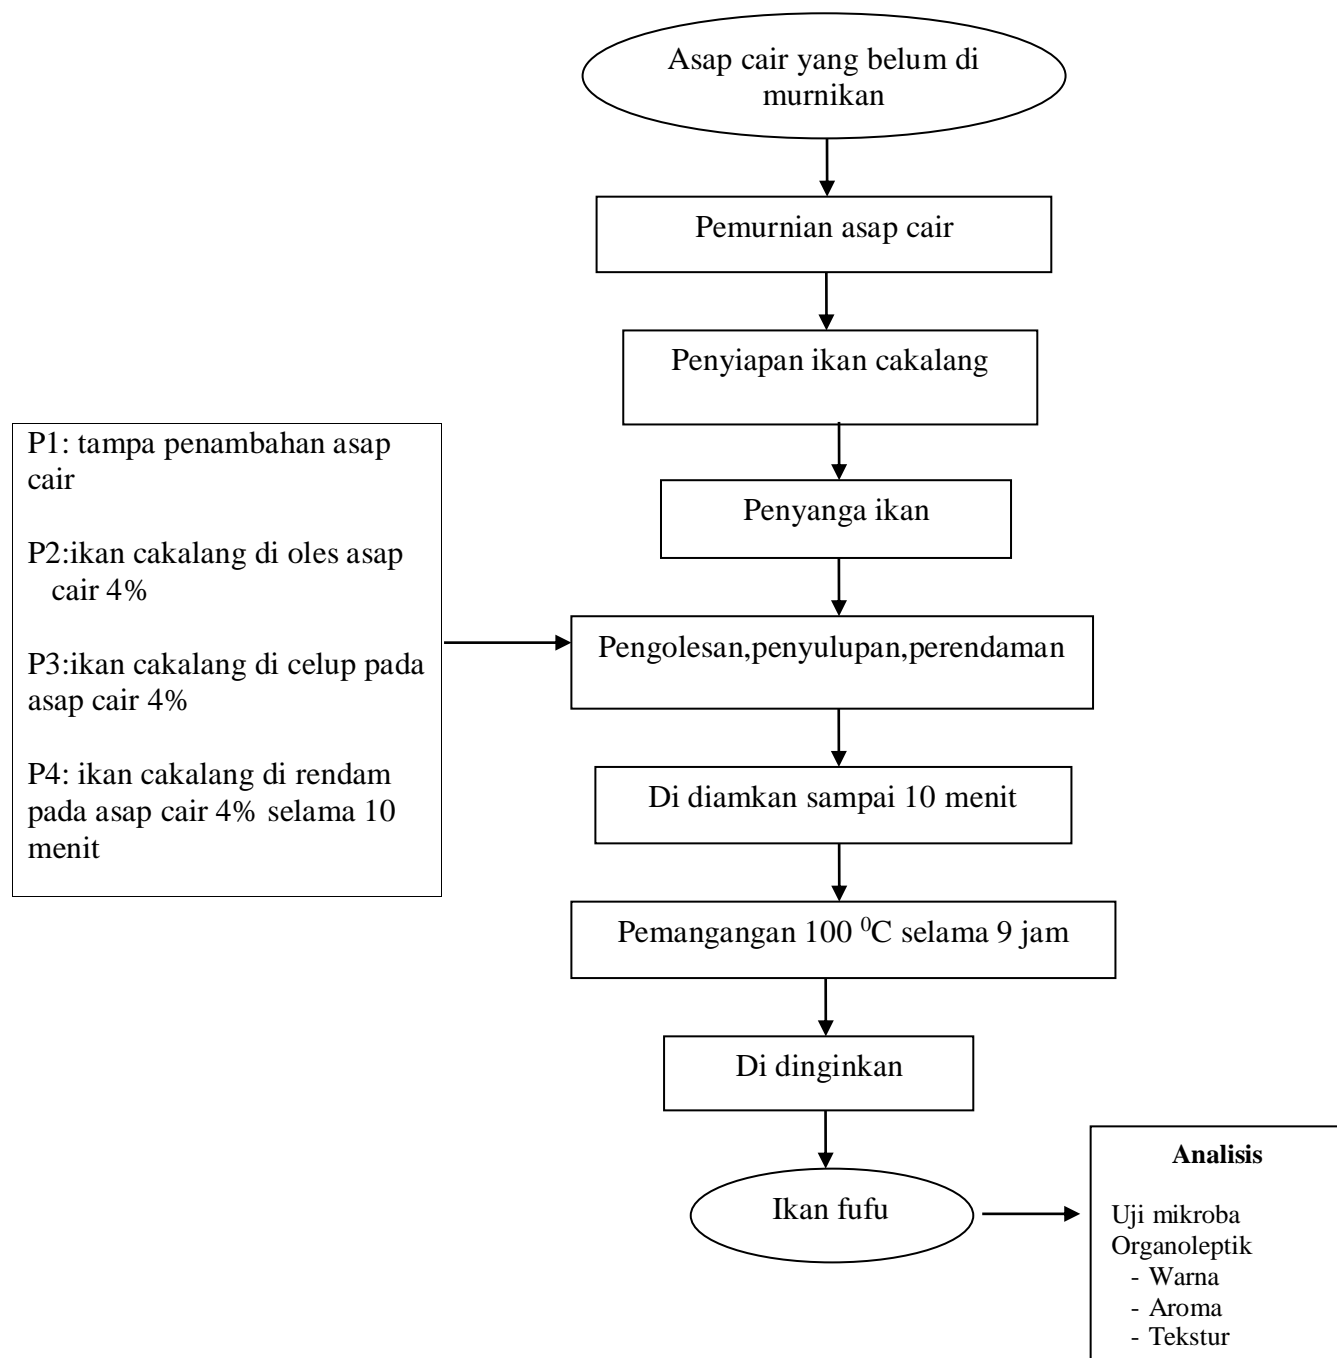 Asap cair yang belum di
murnikan
Pemurnian asap cair
Penyiapan ikan cakalang
Penyanga ikan
P1: tampa penambahan asap
cair
P2:ikan cakalang di oles asap
cair 4%
P3:ikan cakalang di celup pada
asap cair 4%
P4: ikan cakalang di rendam
pada asap cair 4% selama 10
menit
Pengolesan,penyulupan,perendaman
Di diamkan sampai 10 menit
Pemangangan 100 ⁰C selama 9 jam
Di dinginkan
Ikan fufu
Analisis
Uji mikroba
Organoleptik
- Warna
- Aroma
- Tekstur